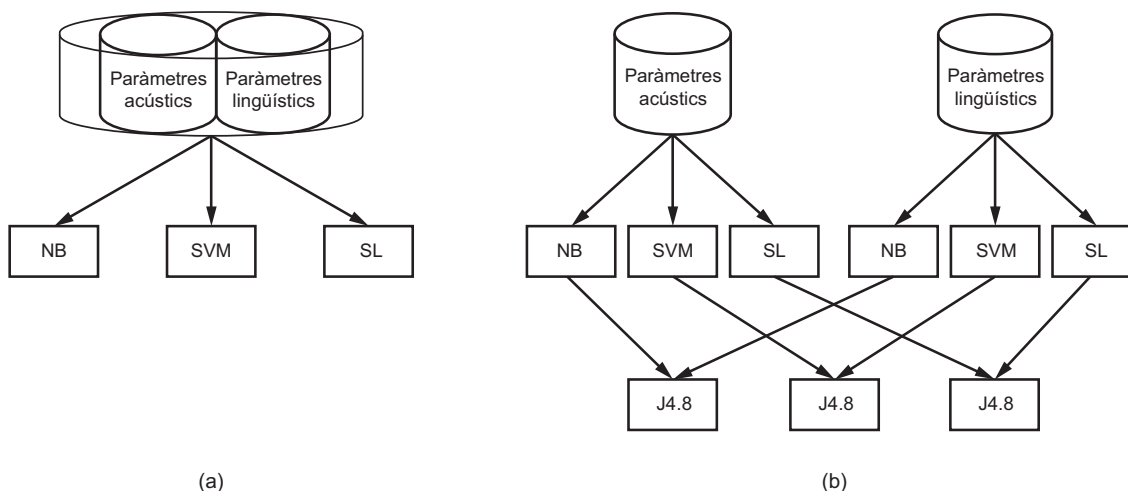 Paràmetres
acústics
Paràmetres
lingüístics
NB
SVM
SL
(a)
Paràmetres
acústics
Paràmetres
lingüístics
NB
SVM
SL
NB
SVM
SL
J4.8
J4.8
J4.8
(b)